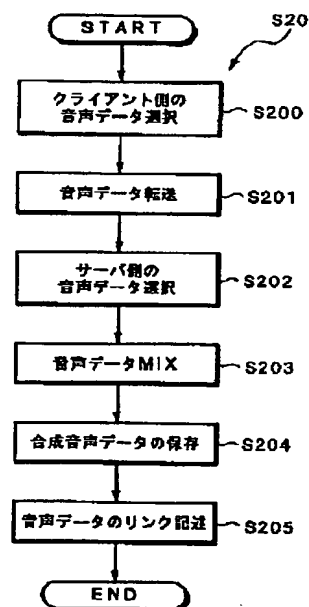 START
S20
クライアント側の
音声データ選択
S200
音声データ転送
S201
サーバ側の
音声データ選択
S202
音声データMIX
S203
合成音声データの保存
S204
音声データのリンク記述
S205
END